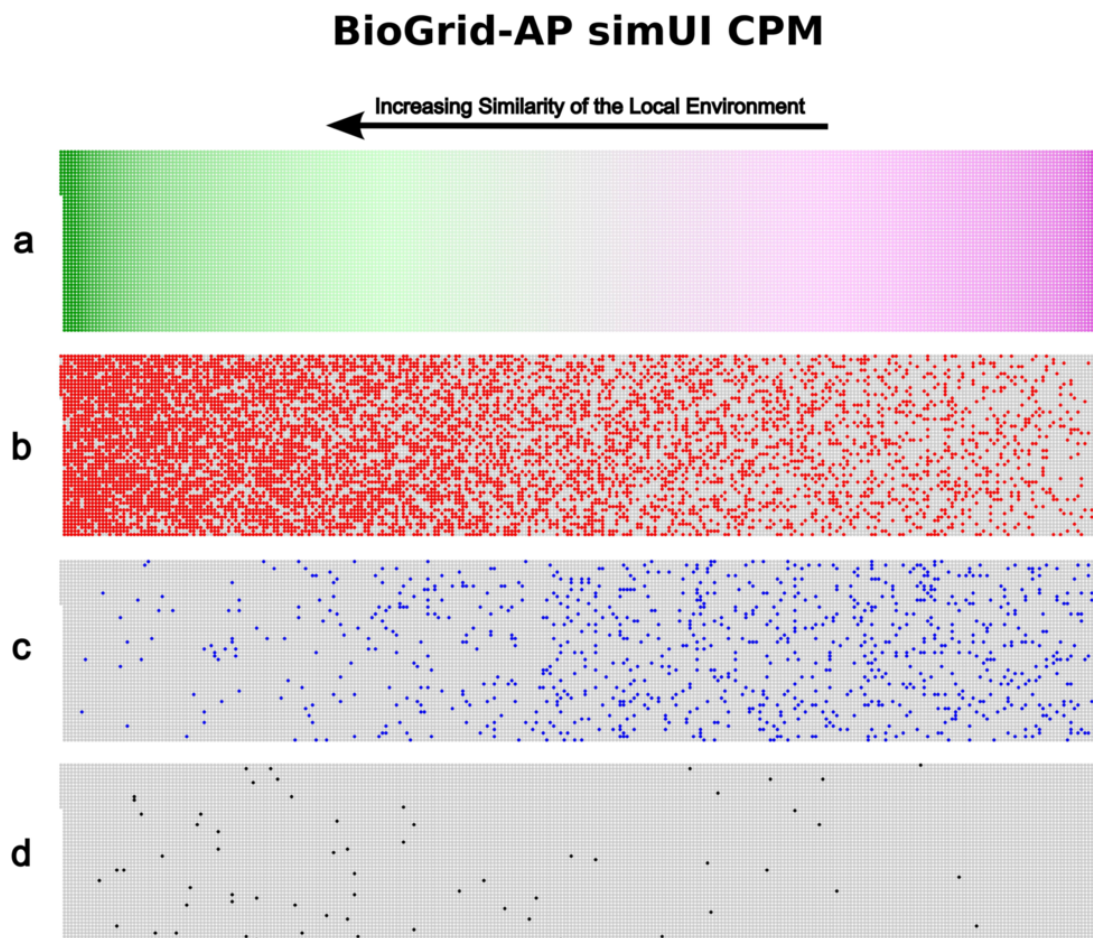 BioGrid-AP simUI CPM
Increasing Similarity of the Local Environment
a
b
c
d